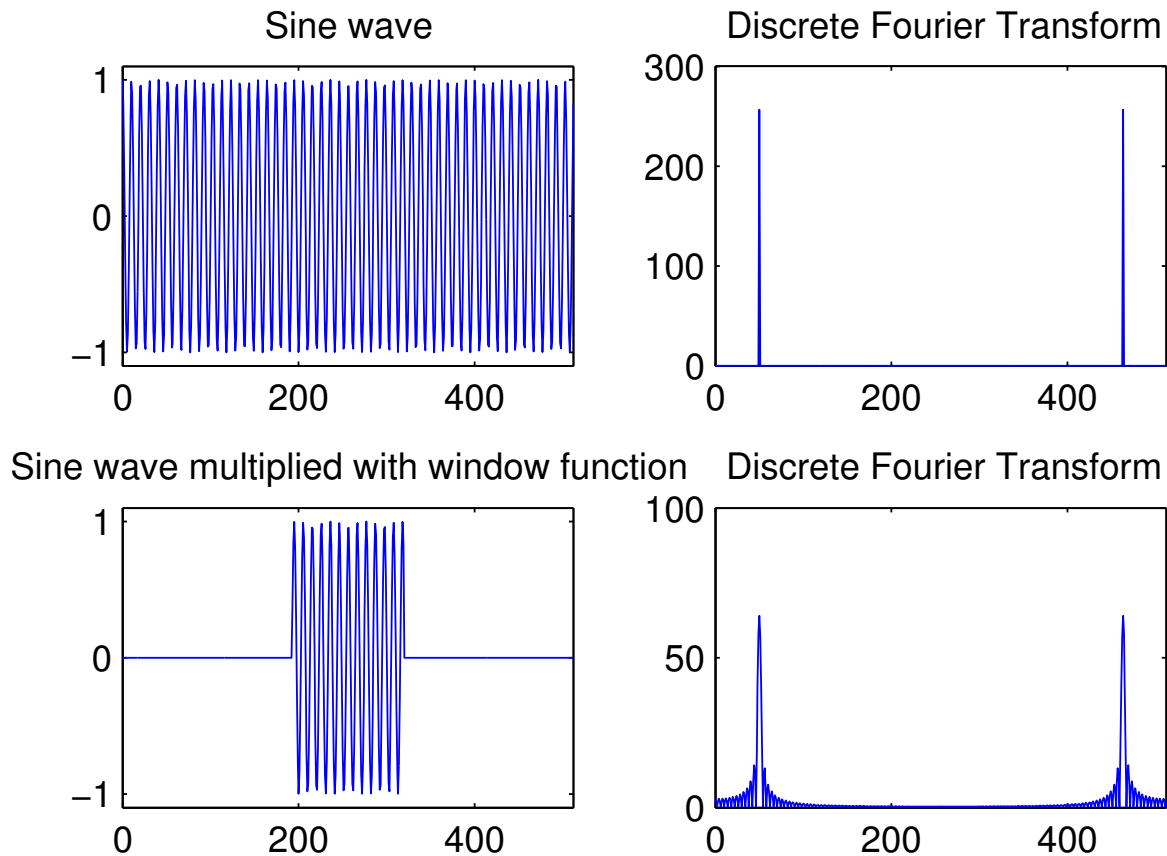 Sine wave
Discrete Fourier Transform
1
0
−1
0 200 400
300
200
100
0
0 200 400
Sine wave multiplied with window function
Discrete Fourier Transform
1
0
−1
0 200 400
100
50
0
0 200 400